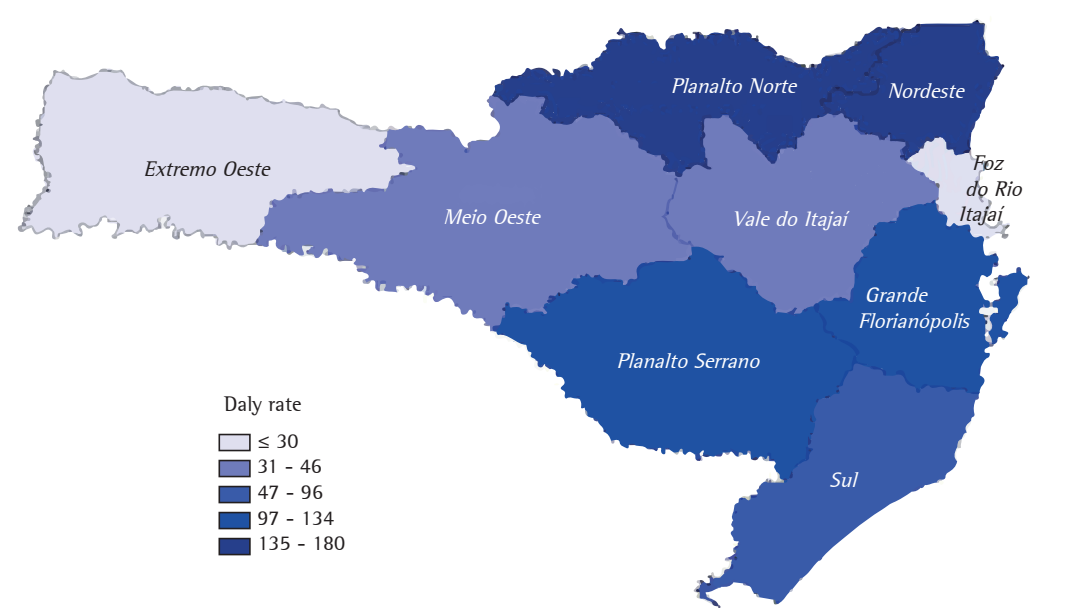 Planalto Norte
Nordeste
Extremo Oeste
Foz
do Rio
Itajaí
Meio Oeste
Vale do Itajaí
Grande
Florianópolis
Planalto Serrano
Sul
Daly rate
≤ 30
31 - 46
47 - 96
97 - 134
135 - 180